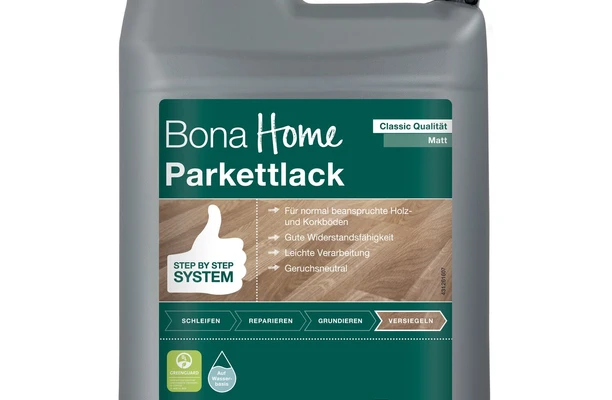 Bona Home
Classic Qualität
Matt
Parkettlack
Für normal beanspruchte Holz-
und Korkböden
Gute Widerstandsfähigkeit
Leichte Verarbeitung
Geruchsneutral
STEP BY STEP
SYSTEM
SCHLEIFEN
REPARIEREN
GRUNDIEREN
VERSIEGELN
Auf
Wasser-
basis